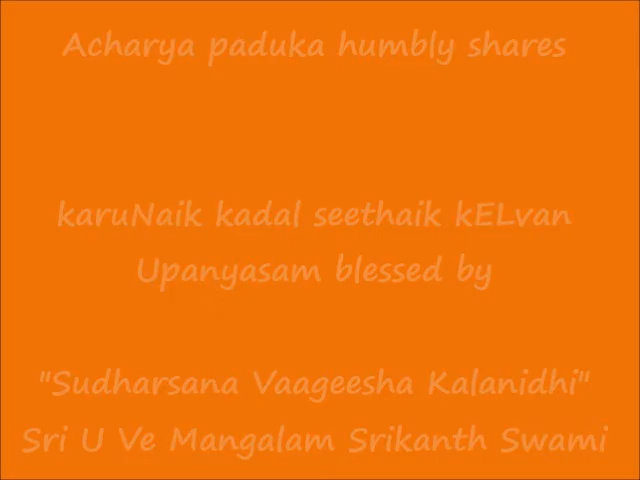 Acharya paduka humbly shares
karuNaik kadal seethaik kELvan
Upanyasam blessed by
"Sudharsana Vaageesha Kalanidhi"
Sri U Ve Mangalam Srikanth Swami